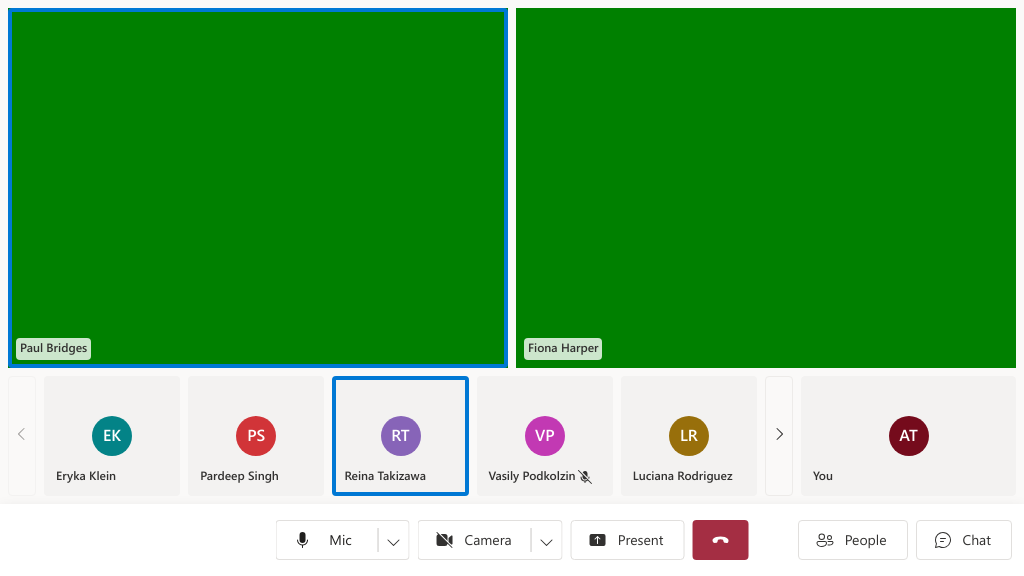 Paul Bridges
Fiona Harper
EK
PS
RT
VP
LR
AT
Eryka Klein
Pardeep Singh
Reina Takizawa
Vasily Podkolzin
Luciana Rodriguez
You
Mic
Camera
Present
People
Chat